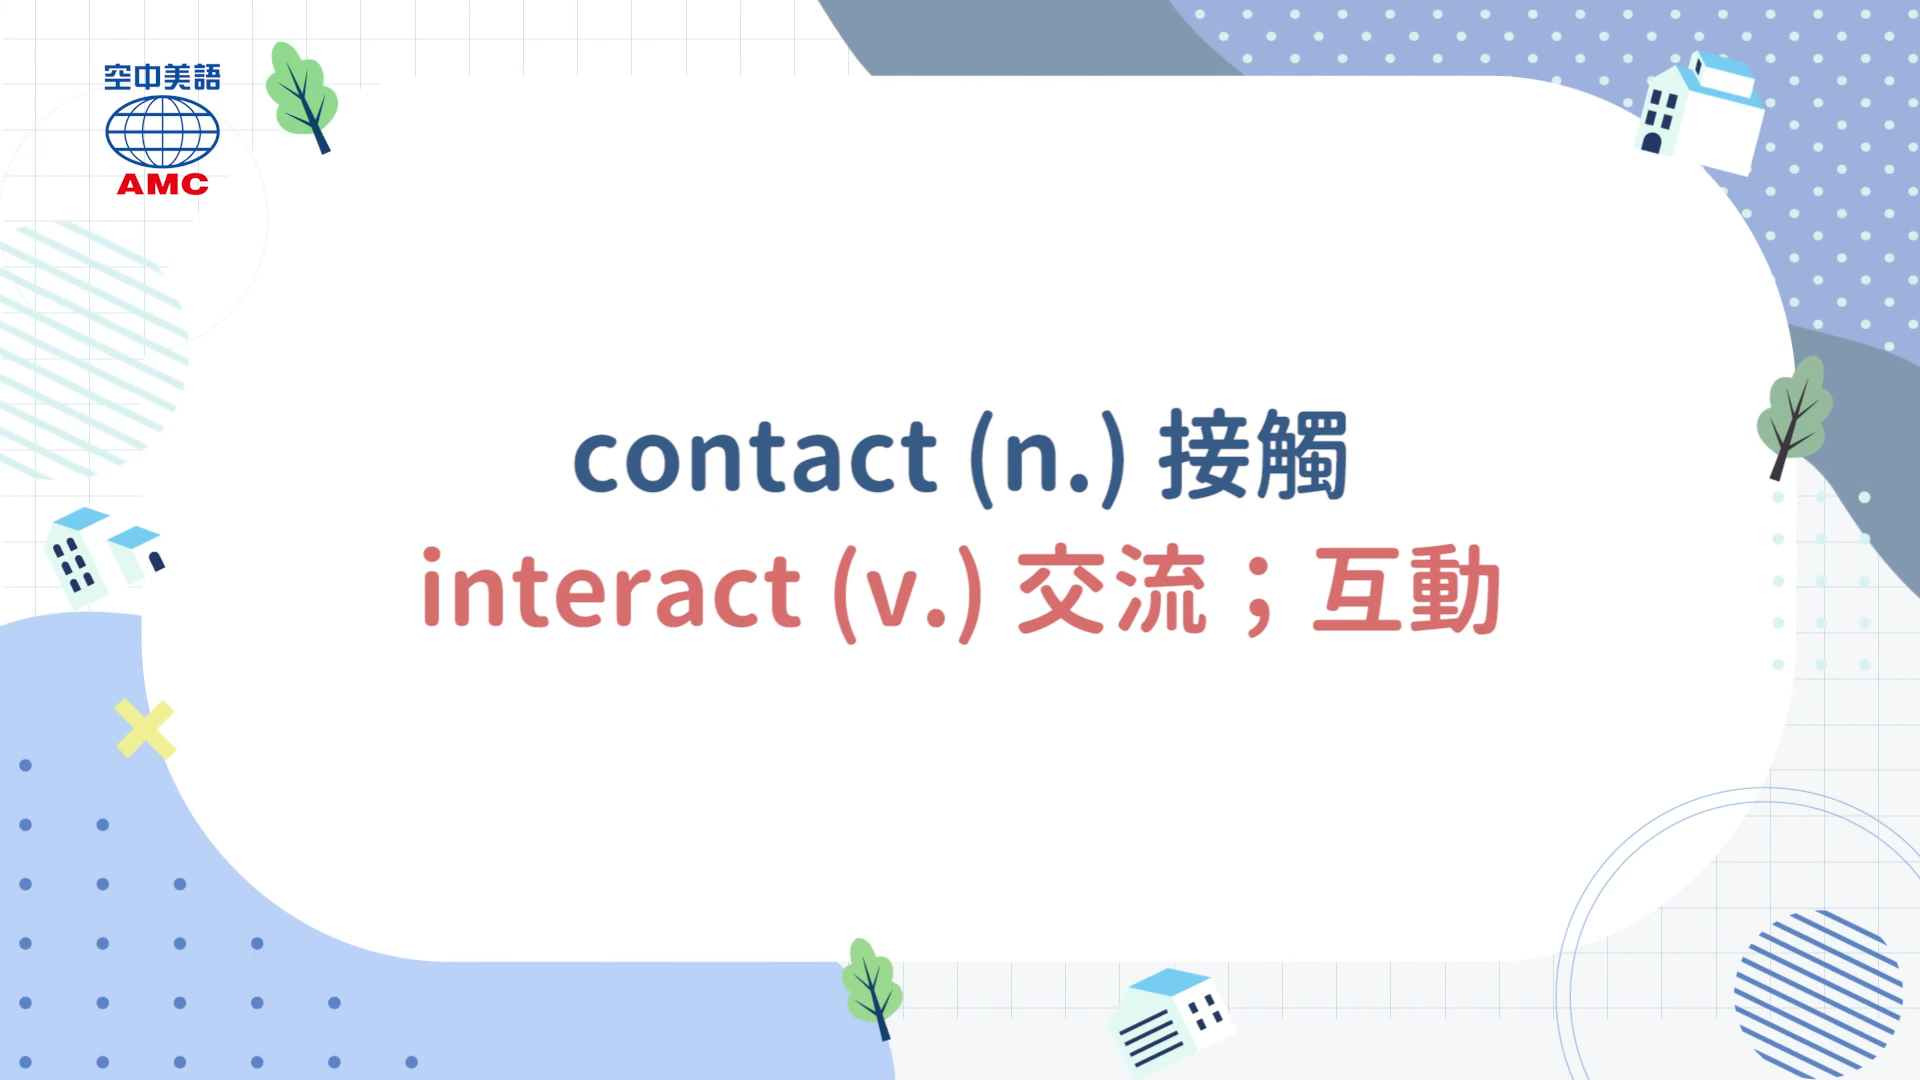 空中美語
AMC
contact (n.) 接觸
interact (v.) 交流；互動